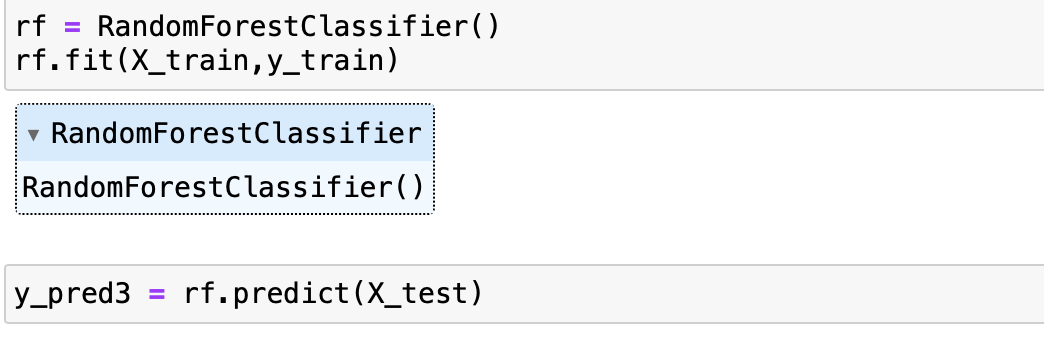 rf = RandomForestClassifier()
rf.fit(X_train,y_train)
▾ RandomForestClassifier
RandomForestClassifier()
y_pred3 = rf.predict(X_test)